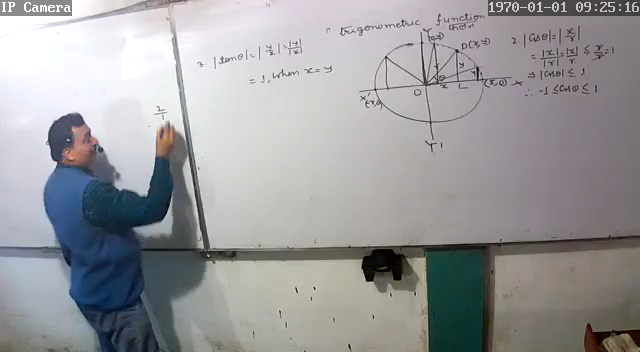 IP Camera
1970-01-01 09:25:16
trigonometric function
फलन
3. |tanθ| = |y/x| = |y|/|x|
= 1, when x = y
2. |cosθ| = |x/r|
= |x|/|r| = |x|/r ≤ r/r = 1
⇒ |cosθ| ≤ 1
∴ -1 ≤ cosθ ≤ 1
2/1
Y
P(x,y)
y
θ
O
x
L
X
X'
Y'